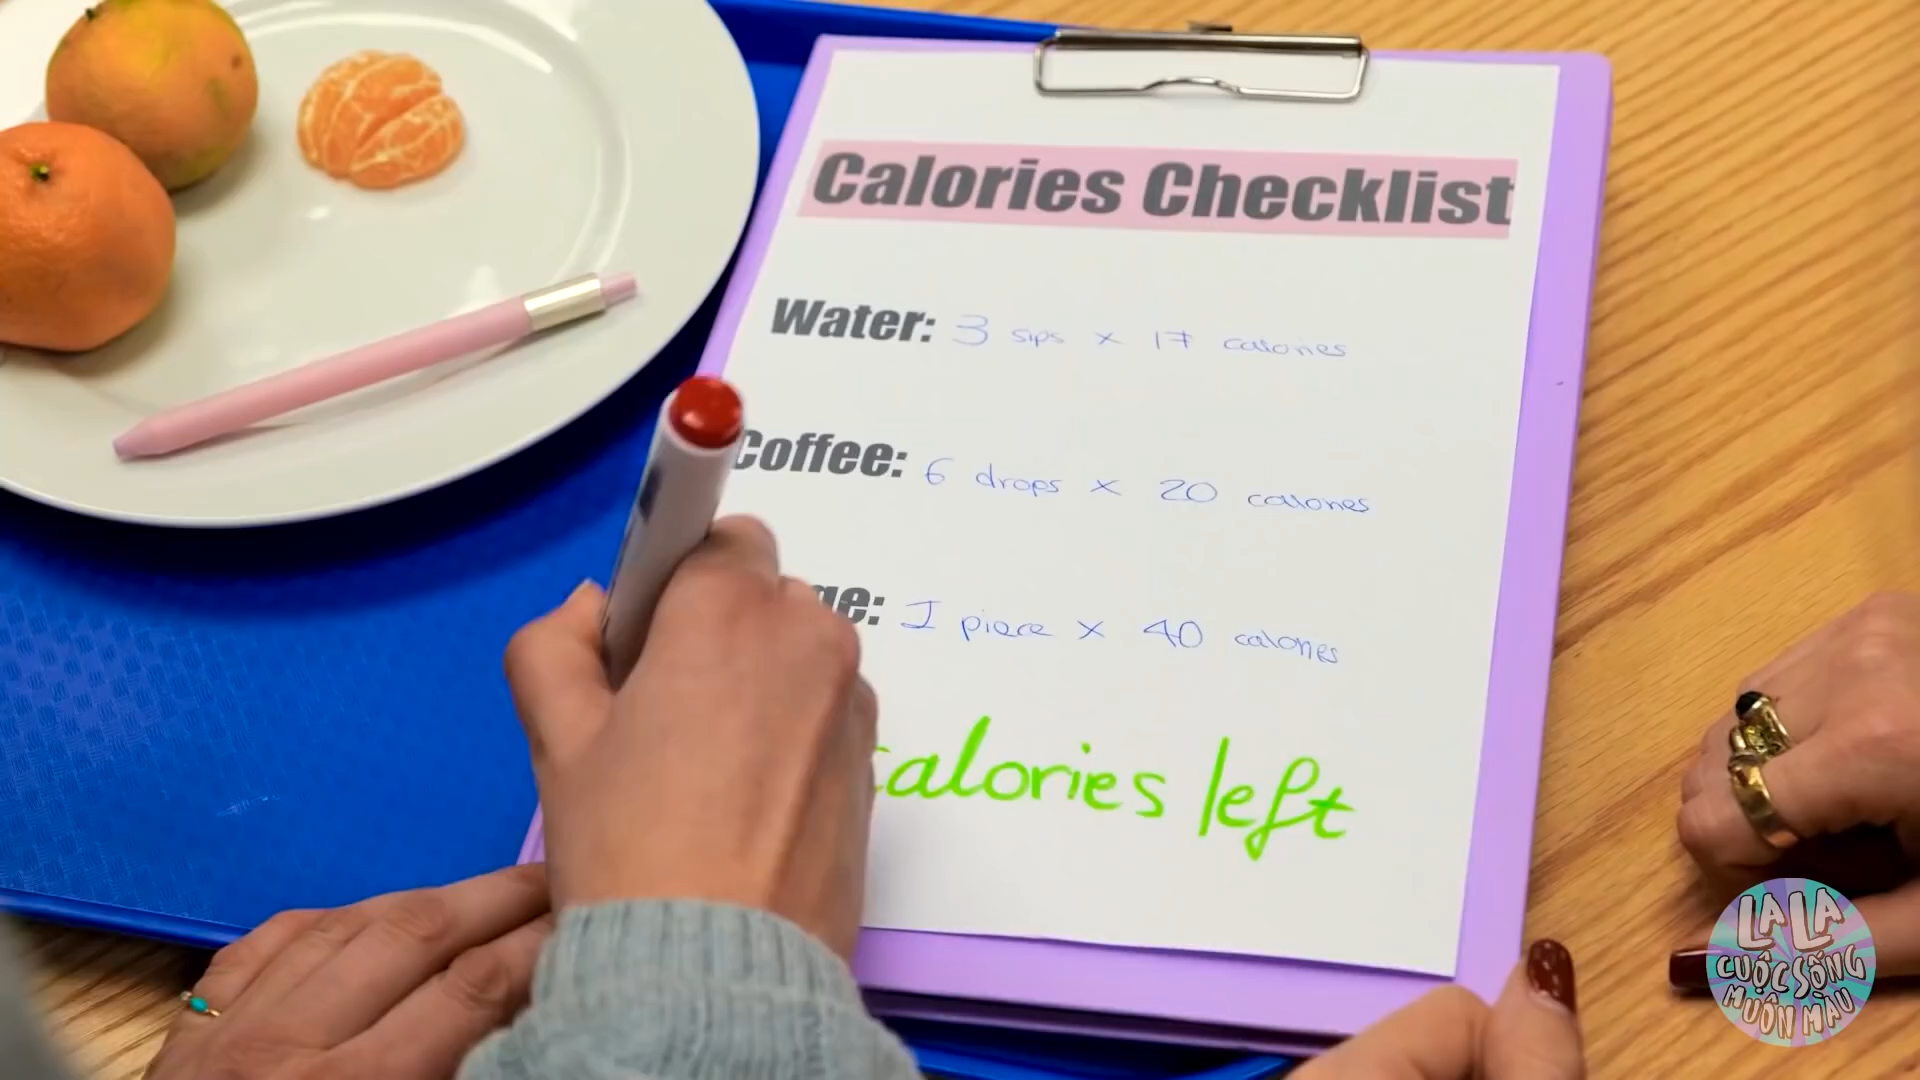 Calories Checklist
Water: 3 sips x 17 calories
Coffee: 6 drops x 20 calories
ge: 1 piece x 40 calories
calories left
LA LA
CUỘC SỐNG
MUÔN MÀU